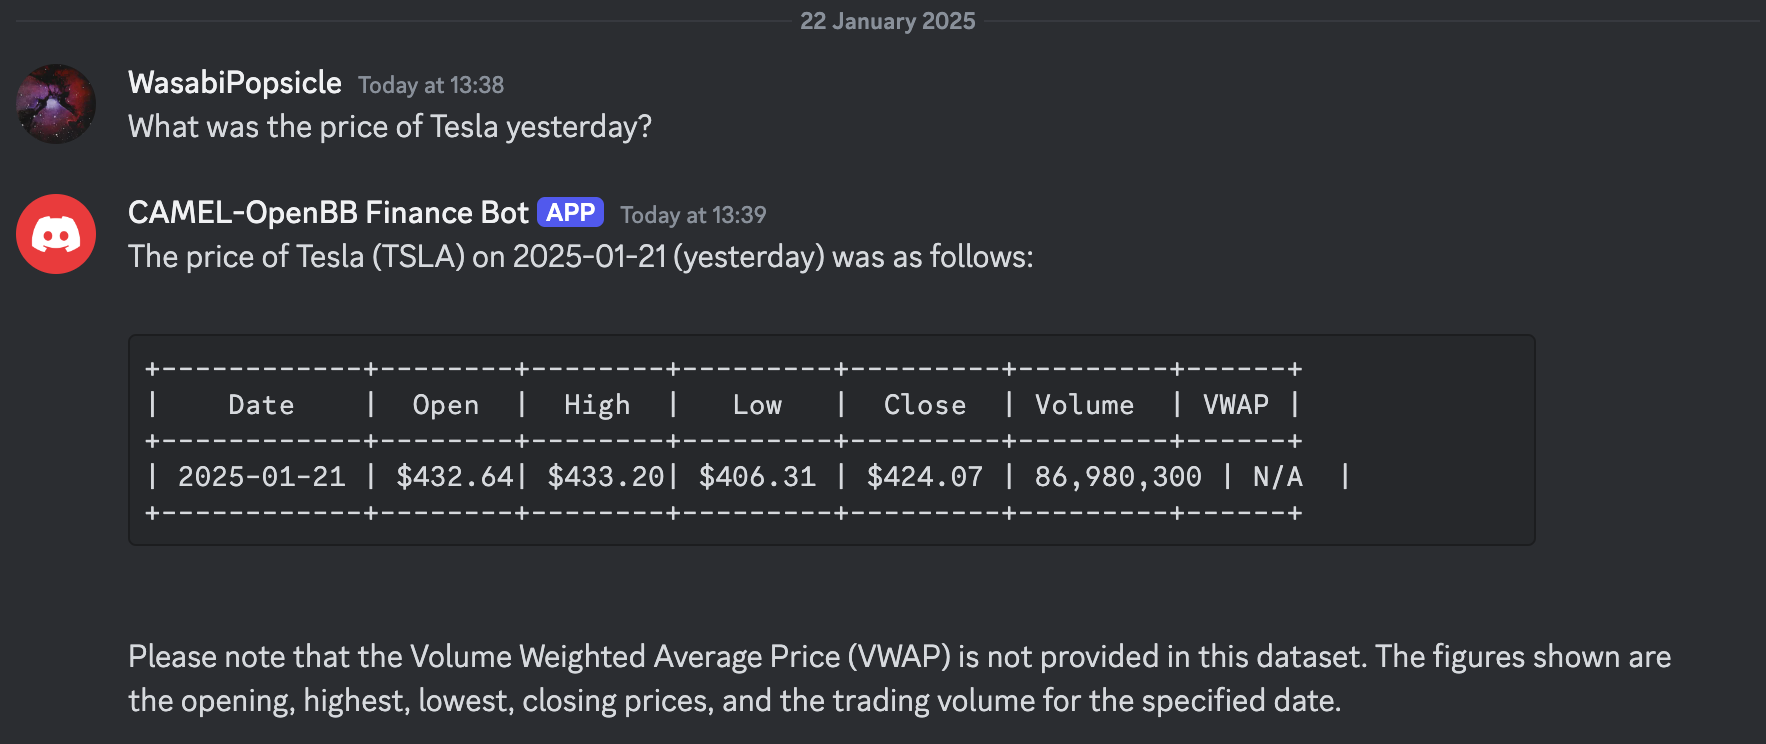 22 January 2025
WasabiPopsicle Today at 13:38
What was the price of Tesla yesterday?
CAMEL-OpenBB Finance Bot APP Today at 13:39
The price of Tesla (TSLA) on 2025-01-21 (yesterday) was as follows:
+------------+--------+--------+---------+---------+---------+------+
|    Date    |  Open  |  High  |   Low   |  Close  | Volume  | VWAP |
+------------+--------+--------+---------+---------+---------+------+
| 2025-01-21 | $432.64| $433.20| $406.31 | $424.07 | 86,980,300 | N/A  |
+------------+--------+--------+---------+---------+---------+------+
Please note that the Volume Weighted Average Price (VWAP) is not provided in this dataset. The figures shown are
the opening, highest, lowest, closing prices, and the trading volume for the specified date.